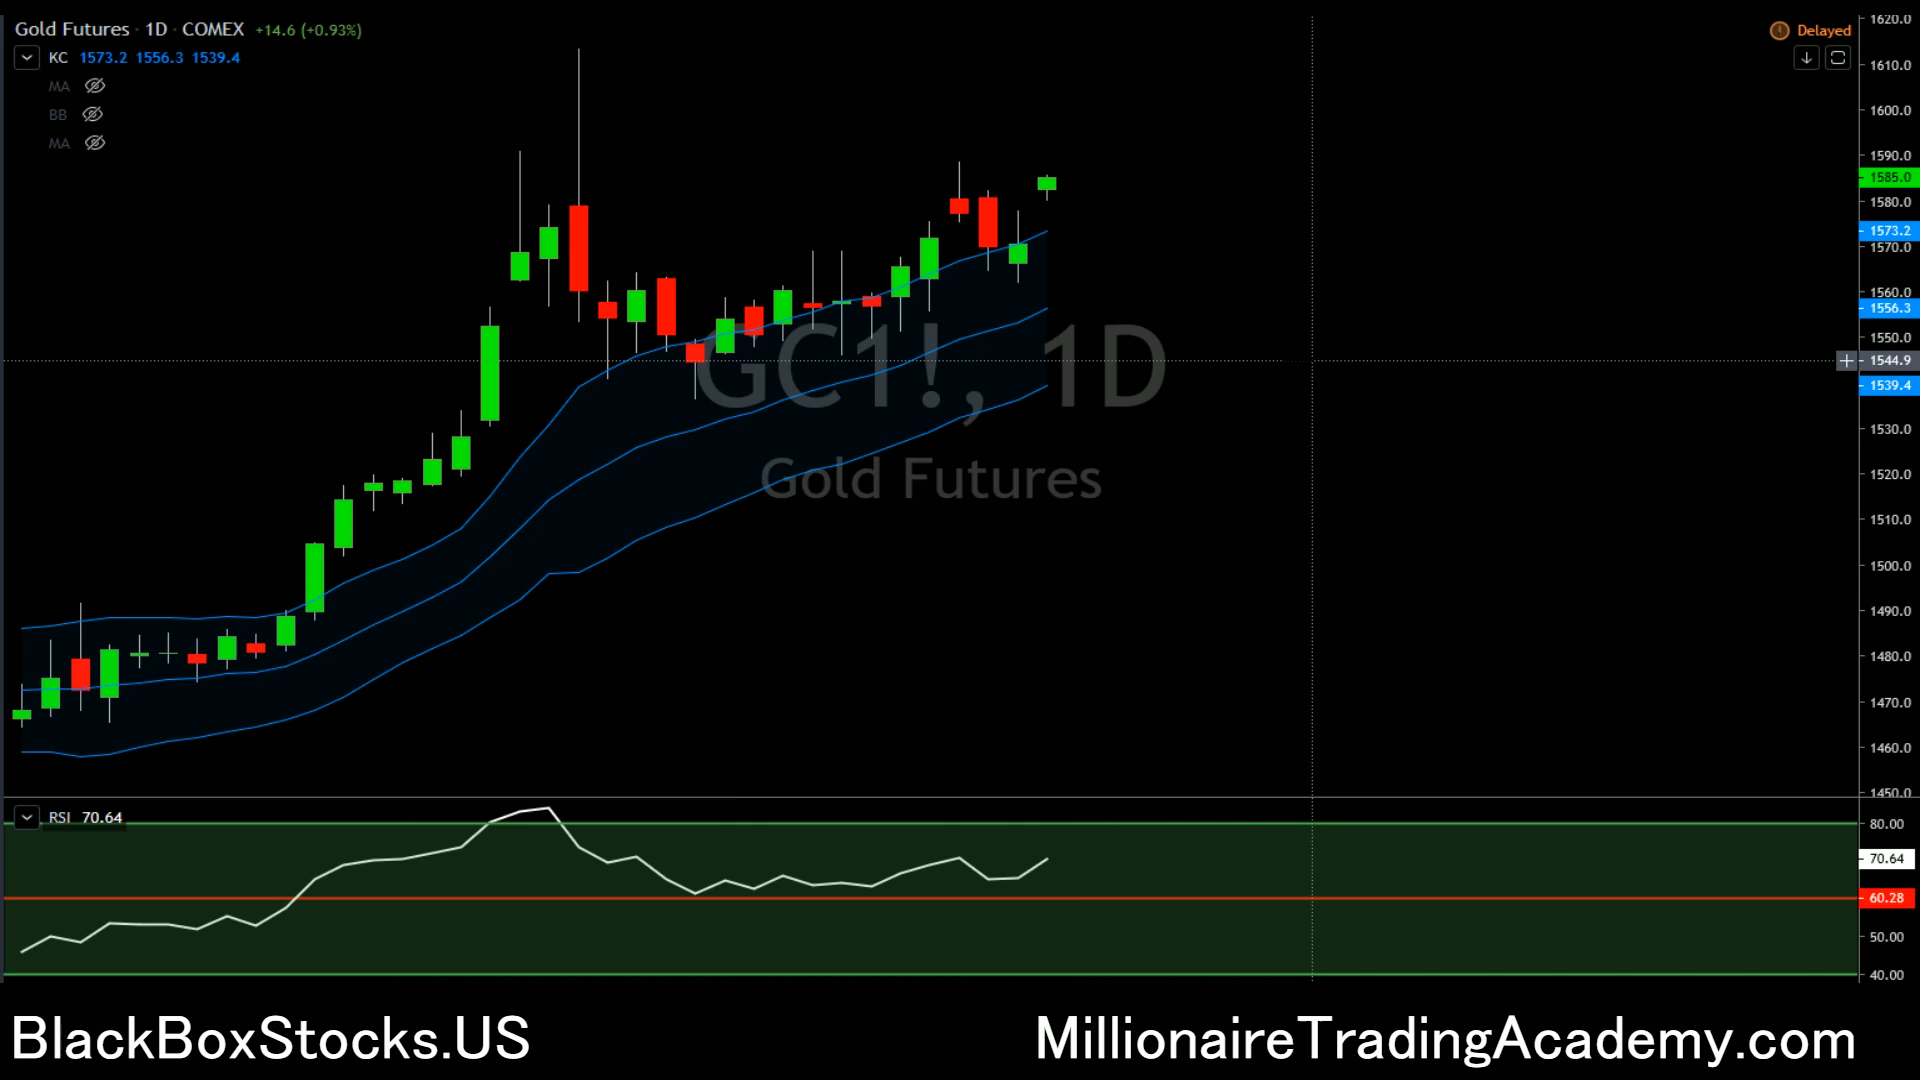 Gold Futures · 1D · COMEX +14.6 (+0.93%)
KC 1573.2 1556.3 1539.4
MA
BB
MA
Delayed
1620.0
1610.0
1600.0
1590.0
1585.0
1580.0
1573.2
1570.0
1560.0
1556.3
1550.0
1544.9
1539.4
1530.0
1520.0
1510.0
1500.0
1490.0
1480.0
1470.0
1460.0
1450.0
GC1!, 1D
Gold Futures
RSI 70.64
80.00
70.64
60.28
50.00
40.00
BlackBoxStocks.US
MillionaireTradingAcademy.com